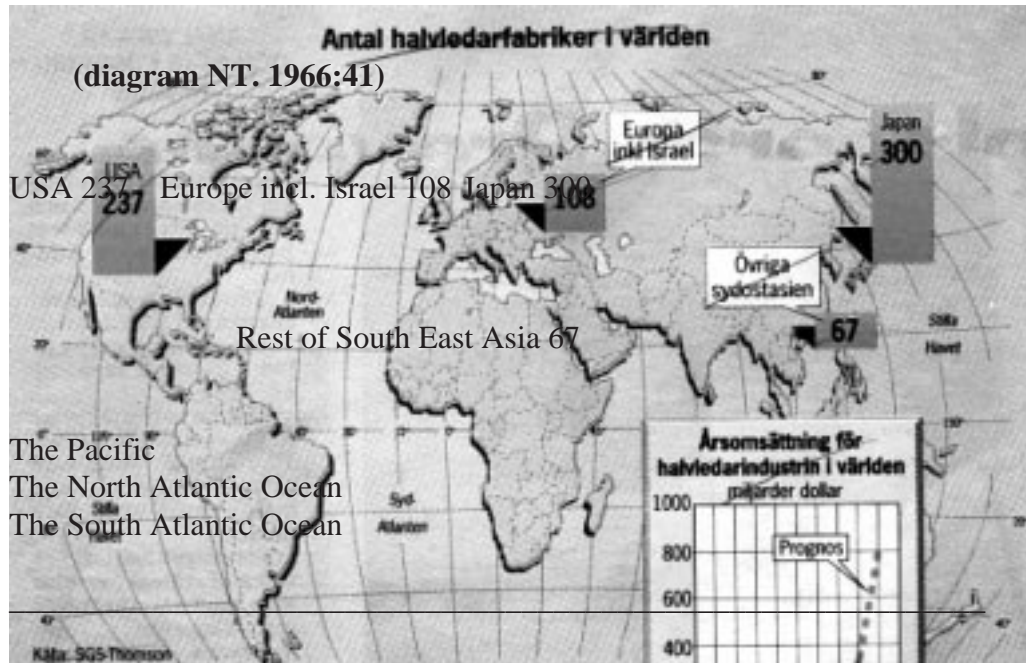 Antal halvledarfabriker i världen
(diagram NT. 1966:41)
Europa
inkl Israel
Japan
300
USA
237
USA 237 Europe incl. Israel 108 Japan 300
108
Övriga
sydostasien
67
Nord-
Atlanten
Stilla
Havet
Rest of South East Asia 67
The Pacific
The North Atlantic Ocean
The South Atlantic Ocean
Stilla
Syd-
Atlanten
Årsomsättning för
halvledarindustrin i världen
miljarder dollar
1000
800
Prognos
600
400
Källa: SGS-Thomson